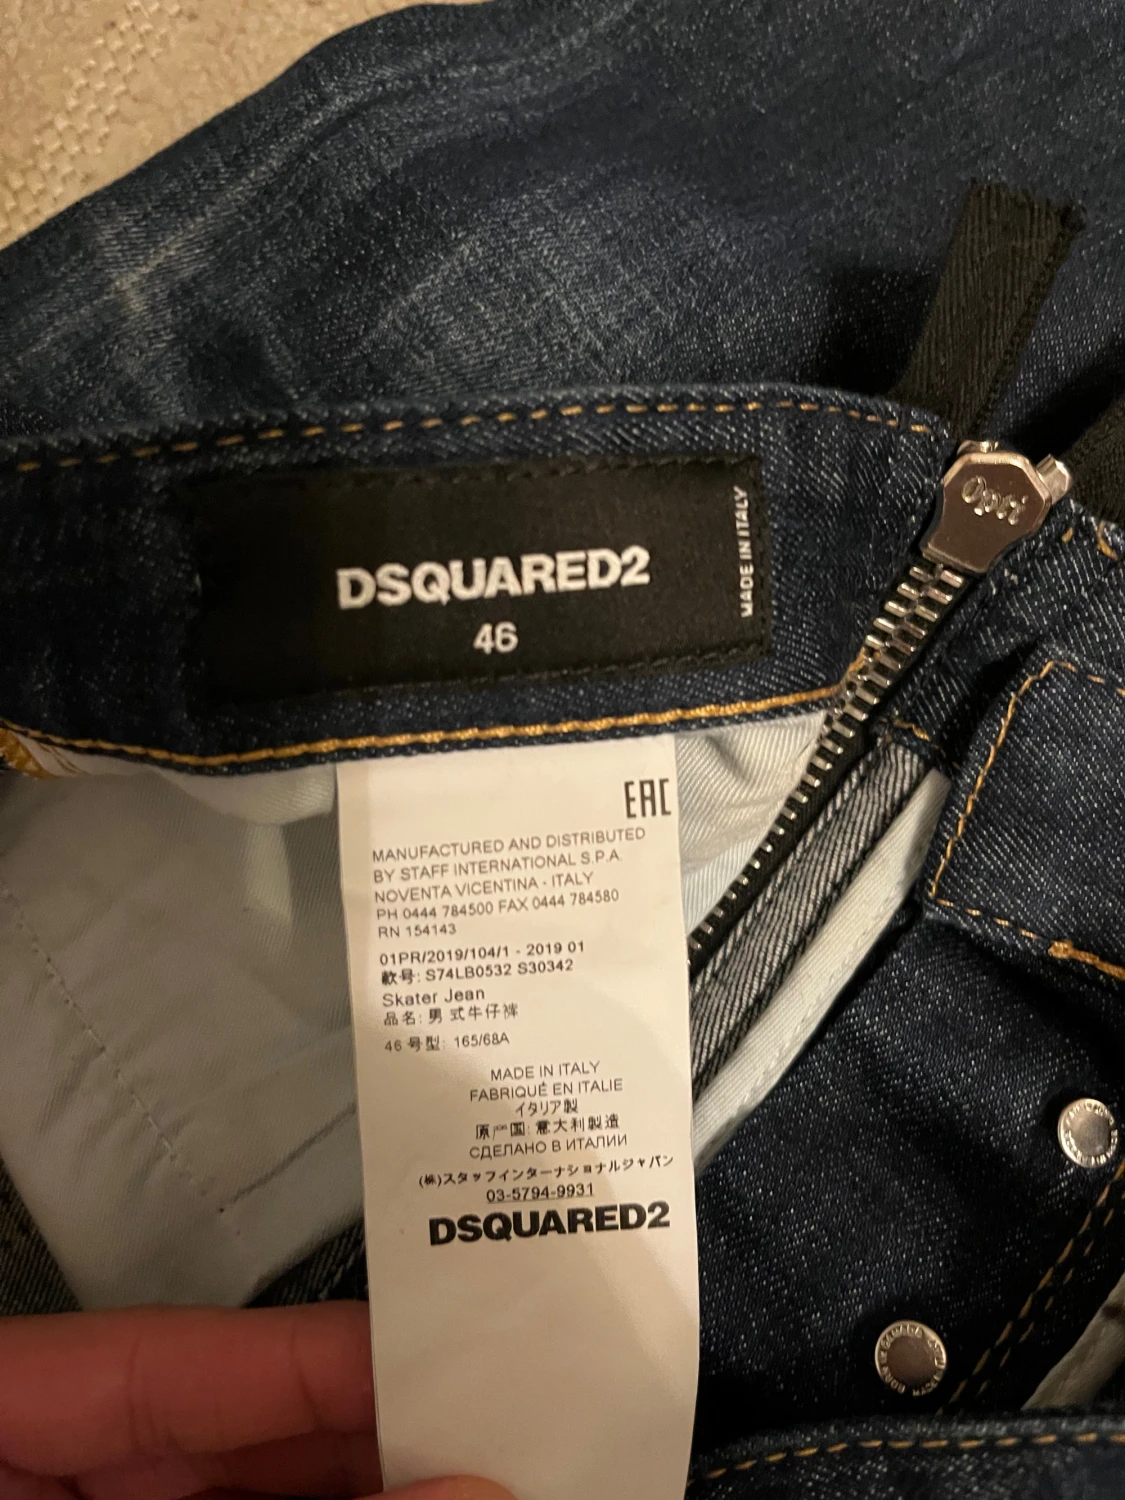 DSQUARED2
46
MADE IN ITALY
Opti
EAC
MANUFACTURED AND DISTRIBUTED
BY STAFF INTERNATIONAL S.P.A.
NOVENTA VICENTINA - ITALY
PH 0444 784500 FAX 0444 784580
RN 154143
01PR/2019/104/1 - 2019 01
款号: S74LB0532 S30342
Skater Jean
品名: 男 式牛仔裤
46 号型: 165/68A
MADE IN ITALY
FABRIQUÉ EN ITALIE
イタリア製
原产国: 意大利製造
СДЕЛАНО В ИТАЛИИ
(株)スタッフインターナショナルジャパン
03-5794-9931
DSQUARED2